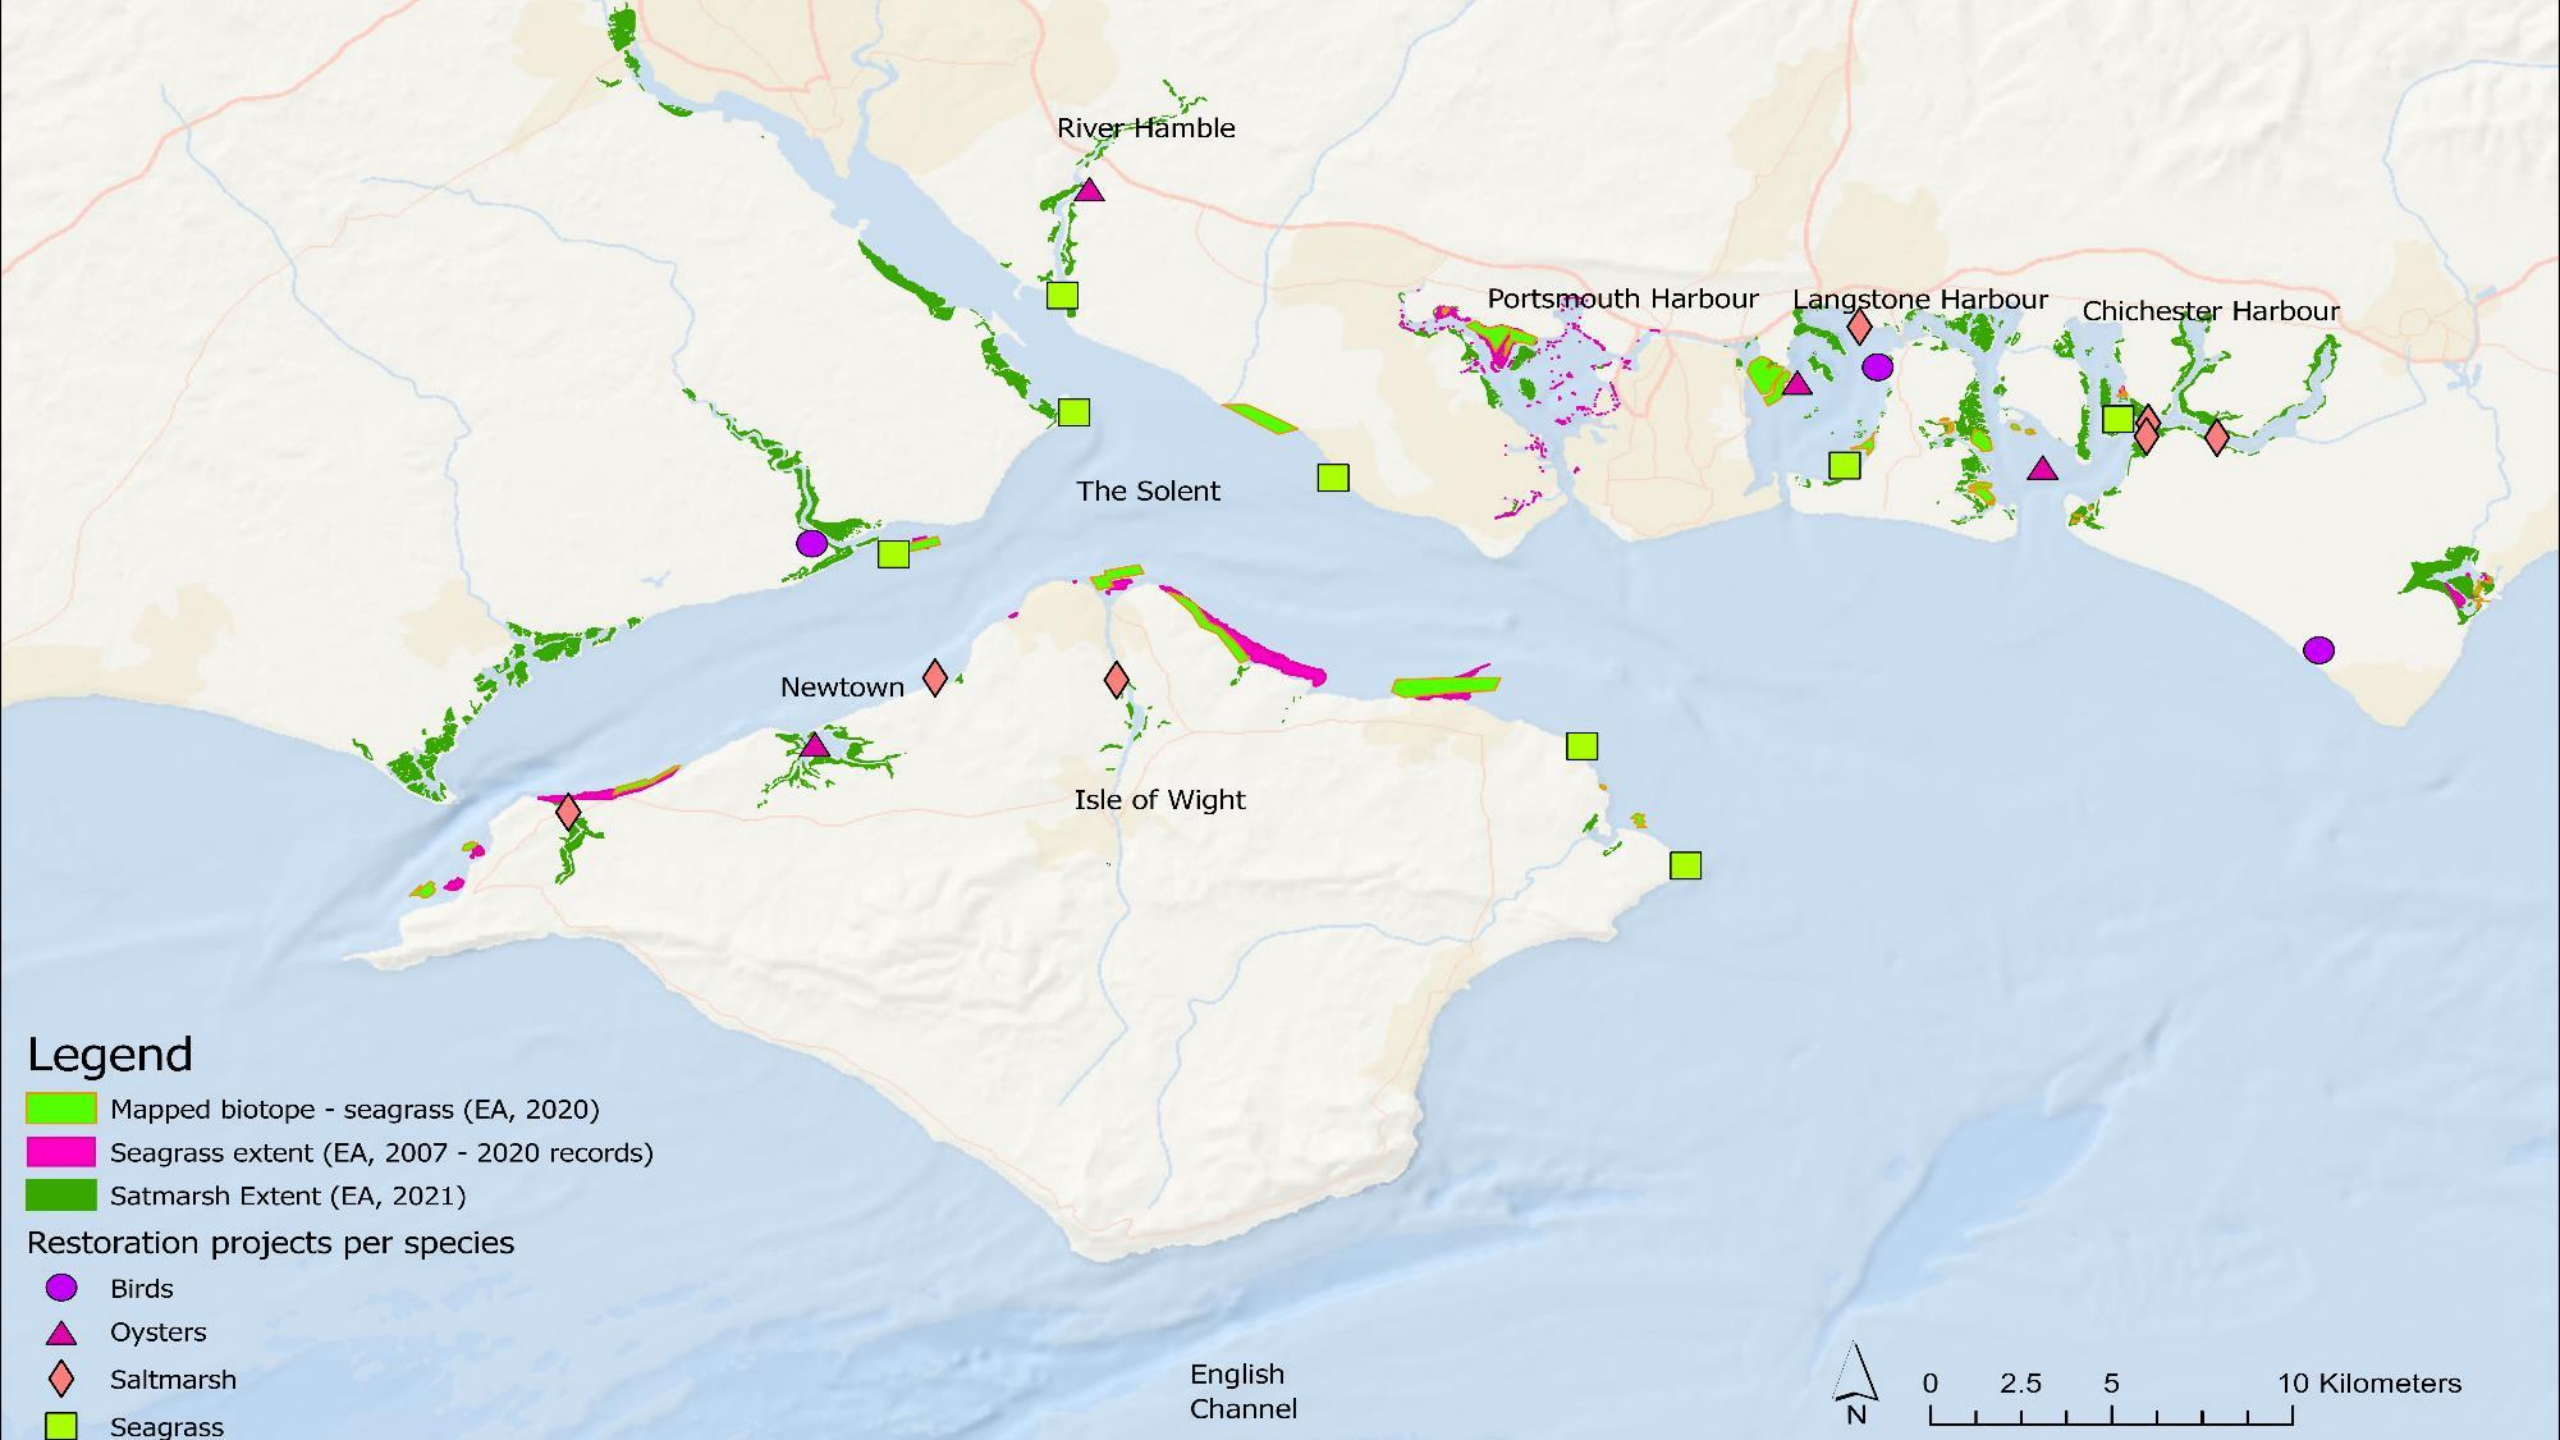 River Hamble
Portsmouth Harbour
Langstone Harbour
Chichester Harbour
The Solent
Newtown
Isle of Wight
Legend
Mapped biotope - seagrass (EA, 2020)
Seagrass extent (EA, 2007 - 2020 records)
Satmarsh Extent (EA, 2021)
Restoration projects per species
Birds
Oysters
Saltmarsh
Seagrass
English
Channel
N
0 2.5 5 10 Kilometers